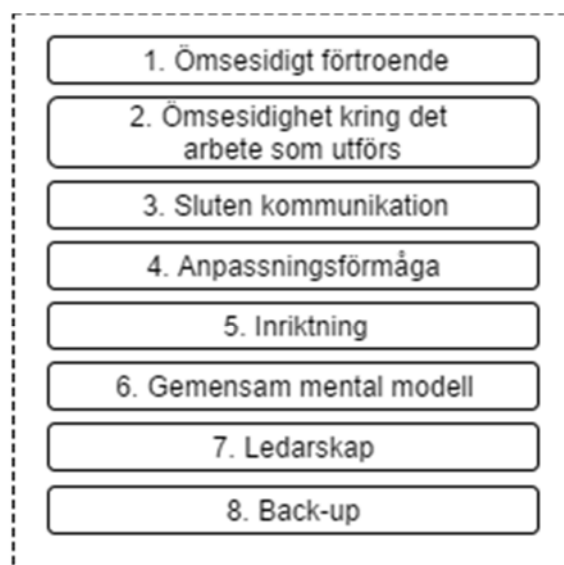 1. Ömsesidigt förtroende
2. Ömsesidighet kring det
arbete som utförs
3. Sluten kommunikation
4. Anpassningsförmåga
5. Inriktning
6. Gemensam mental modell
7. Ledarskap
8. Back-up